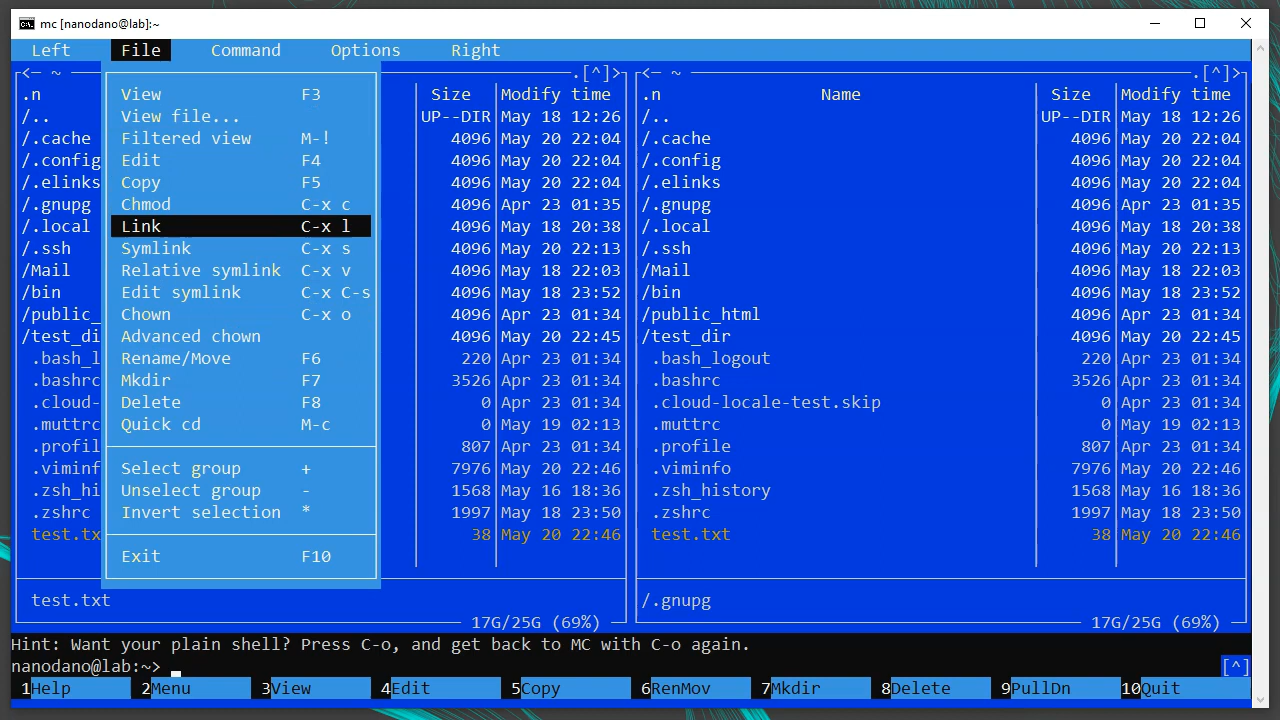 mc [nanodano@lab]:~
Left File Command Options Right
<─ ~ .[^]> <─ ~ .[^]>
.n View F3 Size Modify time .n Name Size Modify time
/.. View file... UP--DIR May 18 12:26 /.. UP--DIR May 18 12:26
/.cache Filtered view M-! 4096 May 20 22:04 /.cache 4096 May 20 22:04
/.config Edit F4 4096 May 20 22:04 /.config 4096 May 20 22:04
/.elinks Copy F5 4096 May 20 22:04 /.elinks 4096 May 20 22:04
/.gnupg Chmod C-x c 4096 Apr 23 01:35 /.gnupg 4096 Apr 23 01:35
/.local Link C-x l 4096 May 18 20:38 /.local 4096 May 18 20:38
/.ssh Symlink C-x s 4096 May 20 22:13 /.ssh 4096 May 20 22:13
/Mail Relative symlink C-x v 4096 May 18 22:03 /Mail 4096 May 18 22:03
/bin Edit symlink C-x C-s 4096 May 18 23:52 /bin 4096 May 18 23:52
/public_ Chown C-x o 4096 May 18 22:04 /public_html 4096 May 18 22:04
/test_di Advanced chown 4096 May 20 22:45 /test_dir 4096 May 20 22:45
.bash_l Rename/Move F6 220 Apr 23 01:34 .bash_logout 220 Apr 23 01:34
.bashrc Mkdir F7 3526 Apr 23 01:34 .bashrc 3526 Apr 23 01:34
.cloud- Delete F8 0 Apr 23 01:34 .cloud-locale-test.skip 0 Apr 23 01:34
.muttrc Quick cd M-c 0 May 19 02:13 .muttrc 0 May 19 02:13
.profil 807 Apr 23 01:34 .profile 807 Apr 23 01:34
.viminf Select group + 7976 May 20 22:46 .viminfo 7976 May 20 22:46
.zsh_hi Unselect group - 1568 May 16 18:36 .zsh_history 1568 May 16 18:36
.zshrc Invert selection * 1997 May 18 23:50 .zshrc 1997 May 18 23:50
test.tx 38 May 20 22:46 test.txt 38 May 20 22:46
Exit F10
test.txt /.gnupg
17G/25G (69%) 17G/25G (69%)
Hint: Want your plain shell? Press C-o, and get back to MC with C-o again.
nanodano@lab:~> [^]
1Help 2Menu 3View 4Edit 5Copy 6RenMov 7Mkdir 8Delete 9PullDn 10Quit